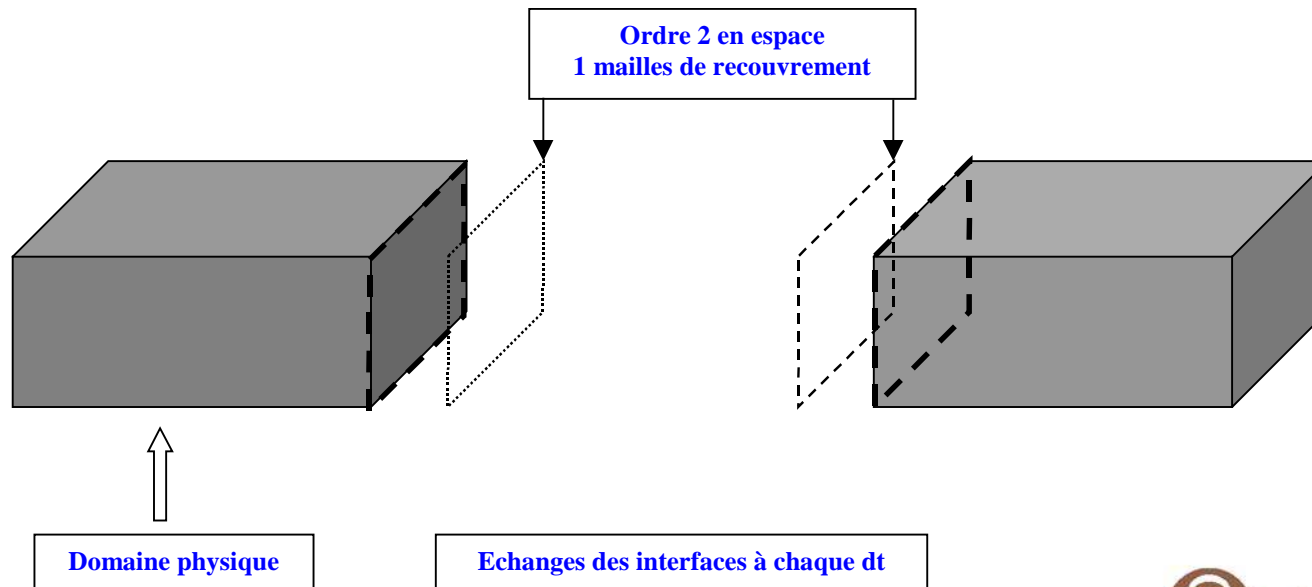 Ordre 2 en espace
1 mailles de recouvrement
Domaine physique
Echanges des interfaces à chaque dt